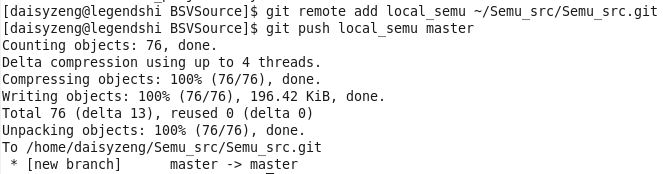 [daisyzeng@legendshi BSVSource]$ git remote add local_semu ~/Semu_src/Semu_src.git
[daisyzeng@legendshi BSVSource]$ git push local_semu master
Counting objects: 76, done.
Delta compression using up to 4 threads.
Compressing objects: 100% (76/76), done.
Writing objects: 100% (76/76), 196.42 KiB, done.
Total 76 (delta 13), reused 0 (delta 0)
Unpacking objects: 100% (76/76), done.
To /home/daisyzeng/Semu_src/Semu_src.git
 * [new branch]      master -> master